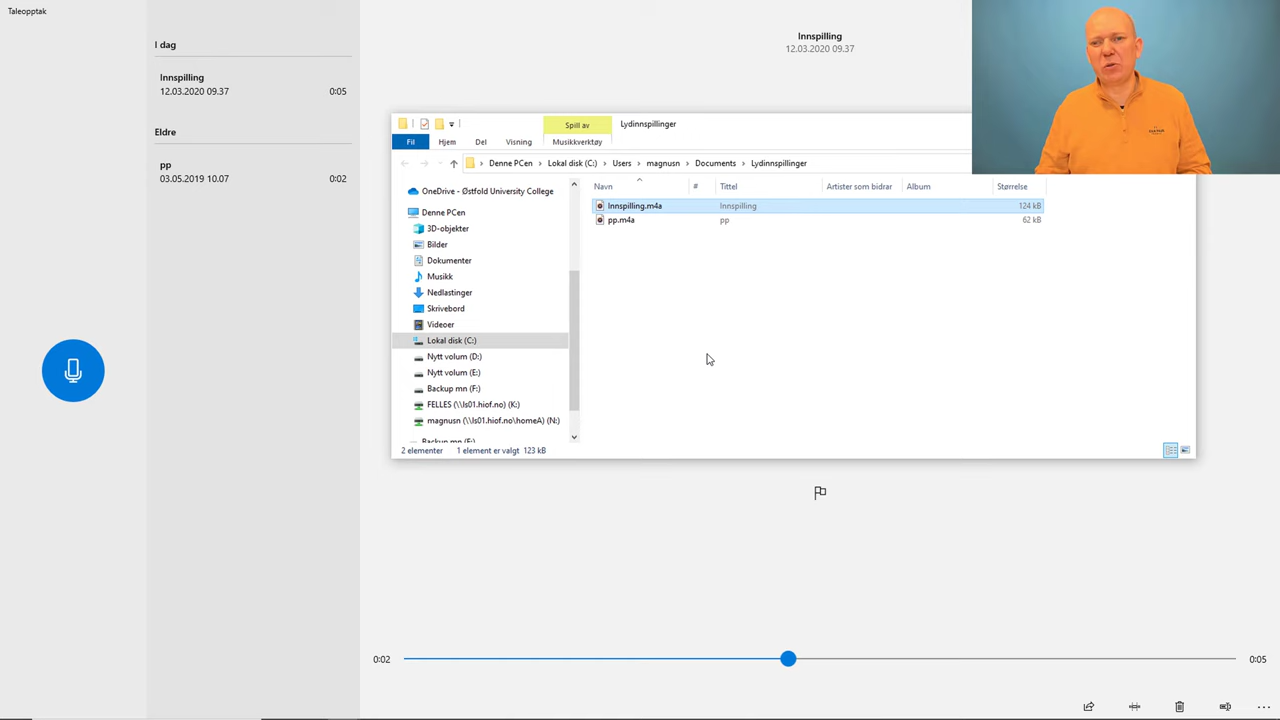 Taleopptak
I dag
Innspilling
12.03.2020 09.37 0:05
Eldre
pp
03.05.2019 10.07 0:02
Innspilling
12.03.2020 09.37
Spill av Lydinnspillinger
Fil Hjem Del Visning Musikkverktøy
Denne PCen > Lokal disk (C:) > Users > magnusn > Documents > Lydinnspillinger
Navn # Tittel Artister som bidrar Album Størrelse
Innspilling.m4a Innspilling 124 kB
pp.m4a pp 62 kB
OneDrive - Østfold University College
Denne PCen
3D-objekter
Bilder
Dokumenter
Musikk
Nedlastinger
Skrivebord
Videoer
Lokal disk (C:)
Nytt volum (D:)
Nytt volum (E:)
Backup mn (F:)
FELLES (\\ls01.hiof.no) (K:)
magnusn (\\ls01.hiof.no\homeA) (N:)
Backup mn (F:)
2 elementer 1 element er valgt 123 kB
0:02 0:05